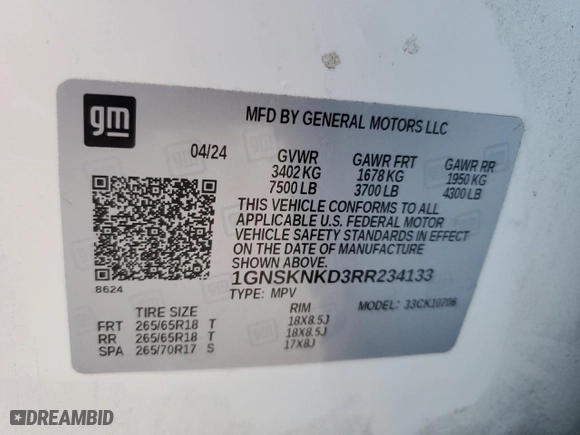 gm
MFD BY GENERAL MOTORS LLC
04/24 GVWR GAWR FRT GAWR RR
3402 KG 1678 KG 1950 KG
7500 LB 3700 LB 4300 LB
THIS VEHICLE CONFORMS TO ALL
APPLICABLE U.S. FEDERAL MOTOR
VEHICLE SAFETY STANDARDS IN EFFECT
ON THE DATE OF MANUFACTURE
SHOWN ABOVE.
8624
1GNSKNKD3RR234133
TYPE: MPV MODEL: 33CK10706
TIRE SIZE RIM
FRT 265/65R18 T 18X8.5J
RR 265/65R18 T 18X8.5J
SPA 265/70R17 S 17X8J
DREAMBID